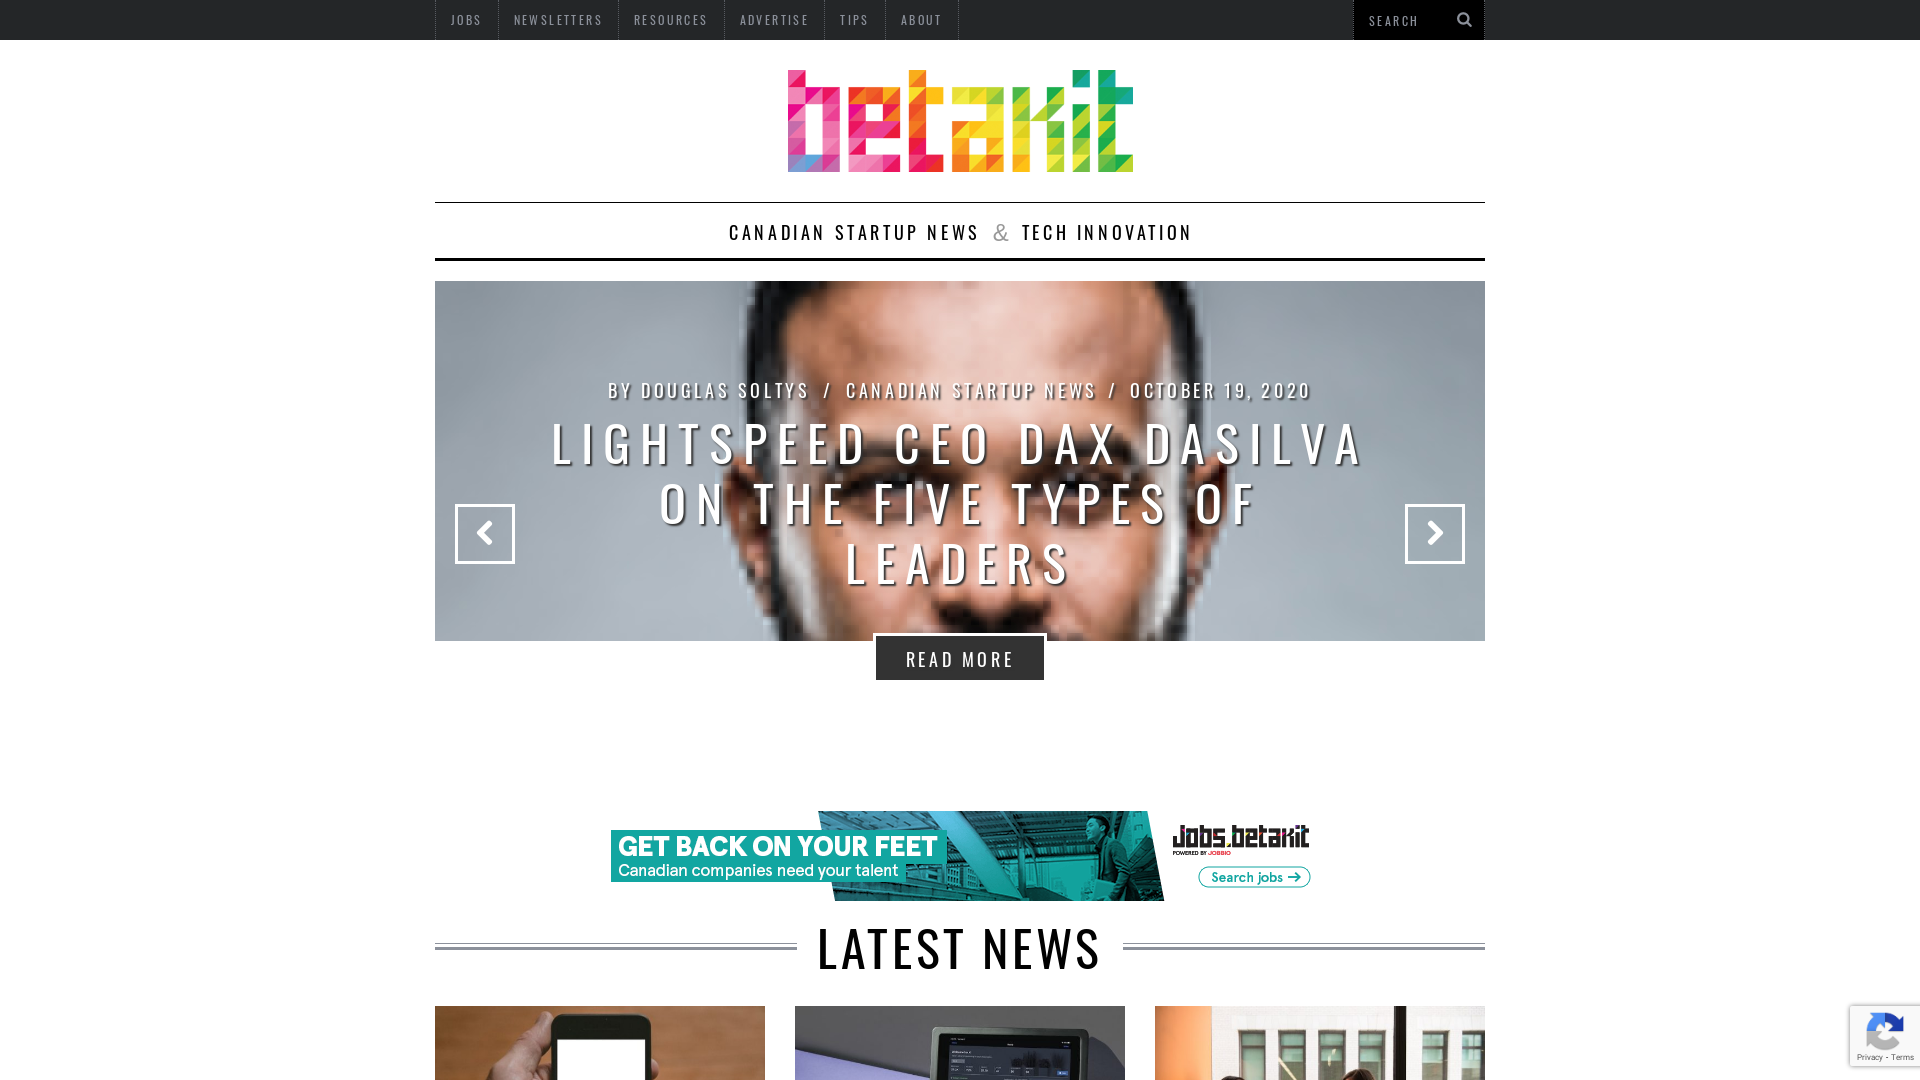 JOBS NEWSLETTERS RESOURCES ADVERTISE TIPS ABOUT SEARCH
betakit
CANADIAN STARTUP NEWS & TECH INNOVATION
BY DOUGLAS SOLTYS / CANADIAN STARTUP NEWS / OCTOBER 19, 2020
LIGHTSPEED CEO DAX DASILVA
ON THE FIVE TYPES OF
LEADERS
READ MORE
GET BACK ON YOUR FEET
Canadian companies need your talent
Jobs.betakit
POWERED BY JOBBIO
Search jobs →
LATEST NEWS
Privacy - Terms